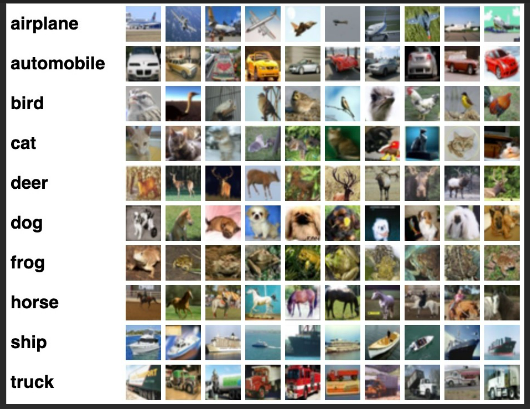 airplane
automobile
bird
cat
deer
dog
frog
horse
ship
truck